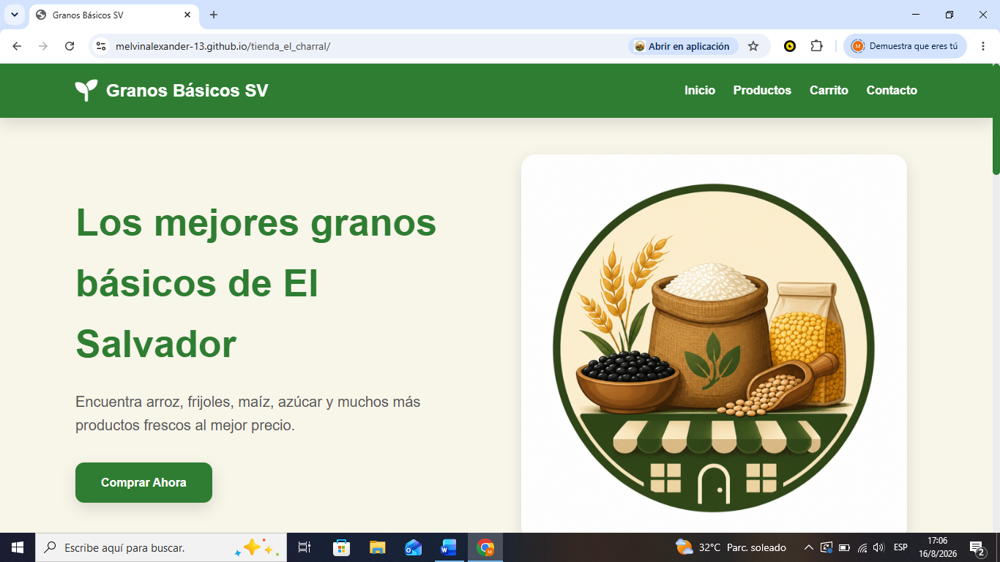 Granos Básicos SV
melvinalexander-13.github.io/tienda_el_charral/
Abrir en aplicación
M
Demuestra que eres tú
Granos Básicos SV
Inicio
Productos
Carrito
Contacto
Los mejores granos
básicos de El
Salvador
Encuentra arroz, frijoles, maíz, azúcar y muchos más
productos frescos al mejor precio.
Comprar Ahora
Escribe aquí para buscar.
32°C Parc. soleado
ESP
17:06
16/8/2026
2